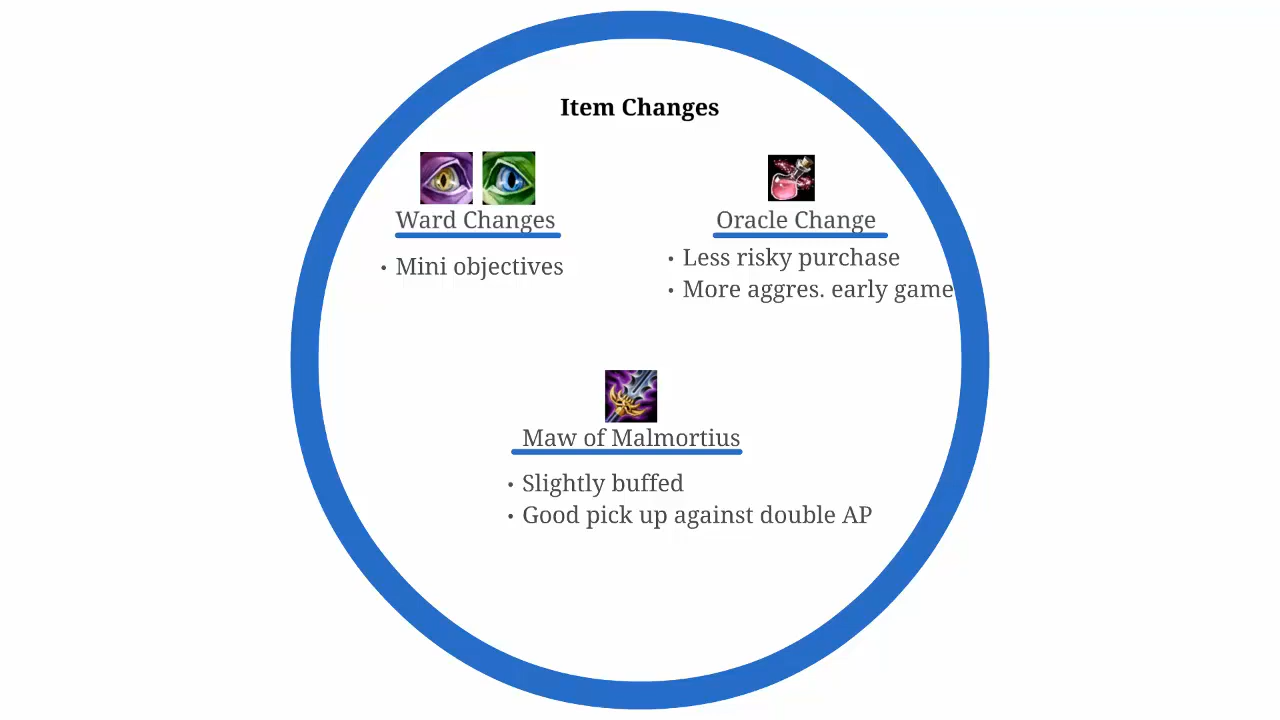 Item Changes
Ward Changes
• Mini objectives
Oracle Change
• Less risky purchase
• More aggres. early game
Maw of Malmortius
• Slightly buffed
• Good pick up against double AP